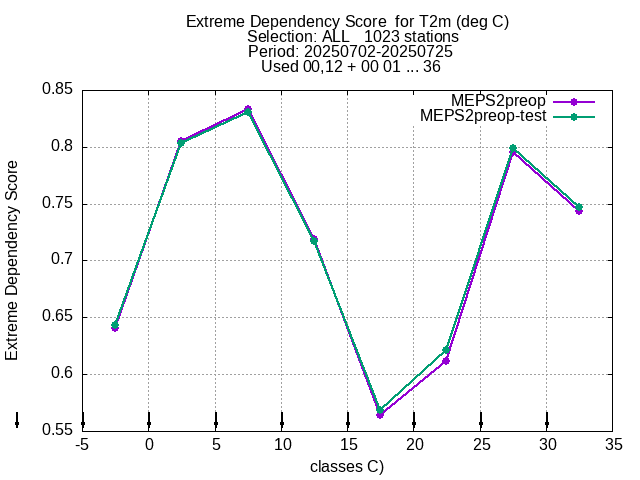 Extreme Dependency Score  for T2m (deg C)
Selection: ALL   1023 stations
Period: 20250702-20250725
Used 00,12 + 00 01 ... 36
MEPS2preop
MEPS2preop-test
Extreme Dependency Score
0.85
0.8
0.75
0.7
0.65
0.6
0.55
-5 0 5 10 15 20 25 30 35
classes C)